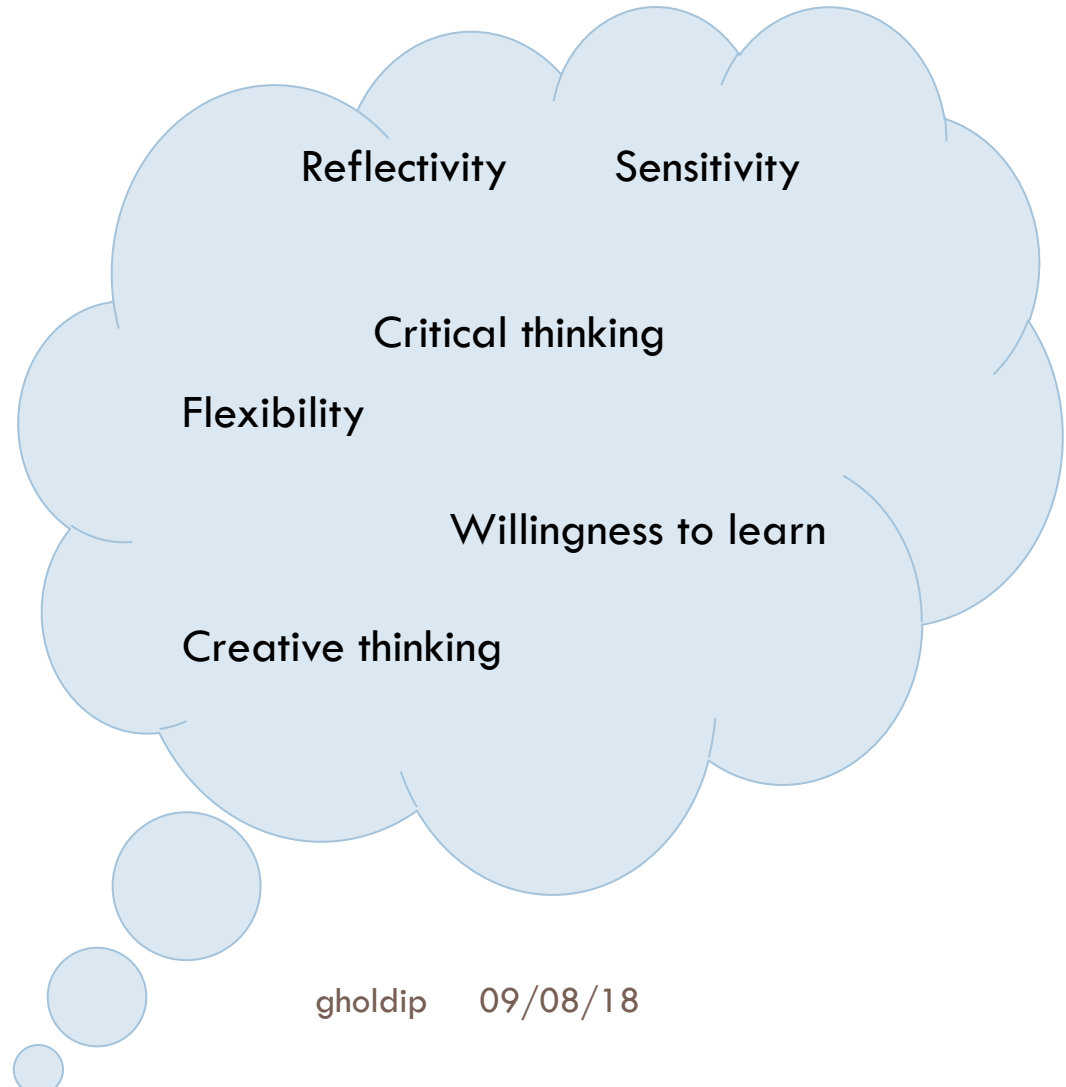 Reflectivity Sensitivity
Critical thinking
Flexibility
Willingness to learn
Creative thinking
gholdip 09/08/18